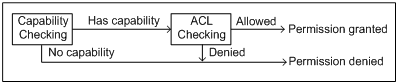 Capability
Checking
Has capability
ACL
Checking
Allowed
Permission granted
No capability
Denied
Permission denied